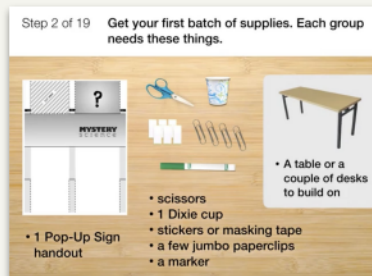 Step 2 of 19
Get your first batch of supplies. Each group
needs these things.
?
MYSTERY
SCIENCE
• 1 Pop-Up Sign
handout
• scissors
• 1 Dixie cup
• stickers or masking tape
• a few jumbo paperclips
• a marker
• A table or a
couple of desks
to build on